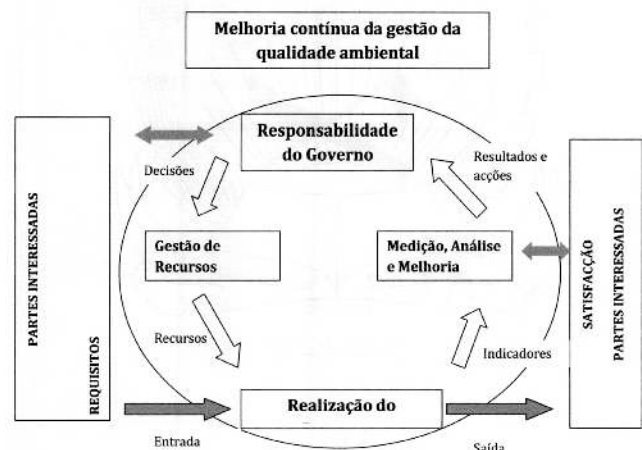 Melhoria contínua da gestão da
qualidade ambiental
Responsabilidade
do Governo
Decisões
Resultados e
acções
PARTES INTERESSADAS
REQUISITOS
Gestão de
Recursos
Medição, Análise
e Melhoria
SATISFACÇÃO
PARTES INTERESSADAS
Recursos
Indicadores
Realização do
Entrada
Saída